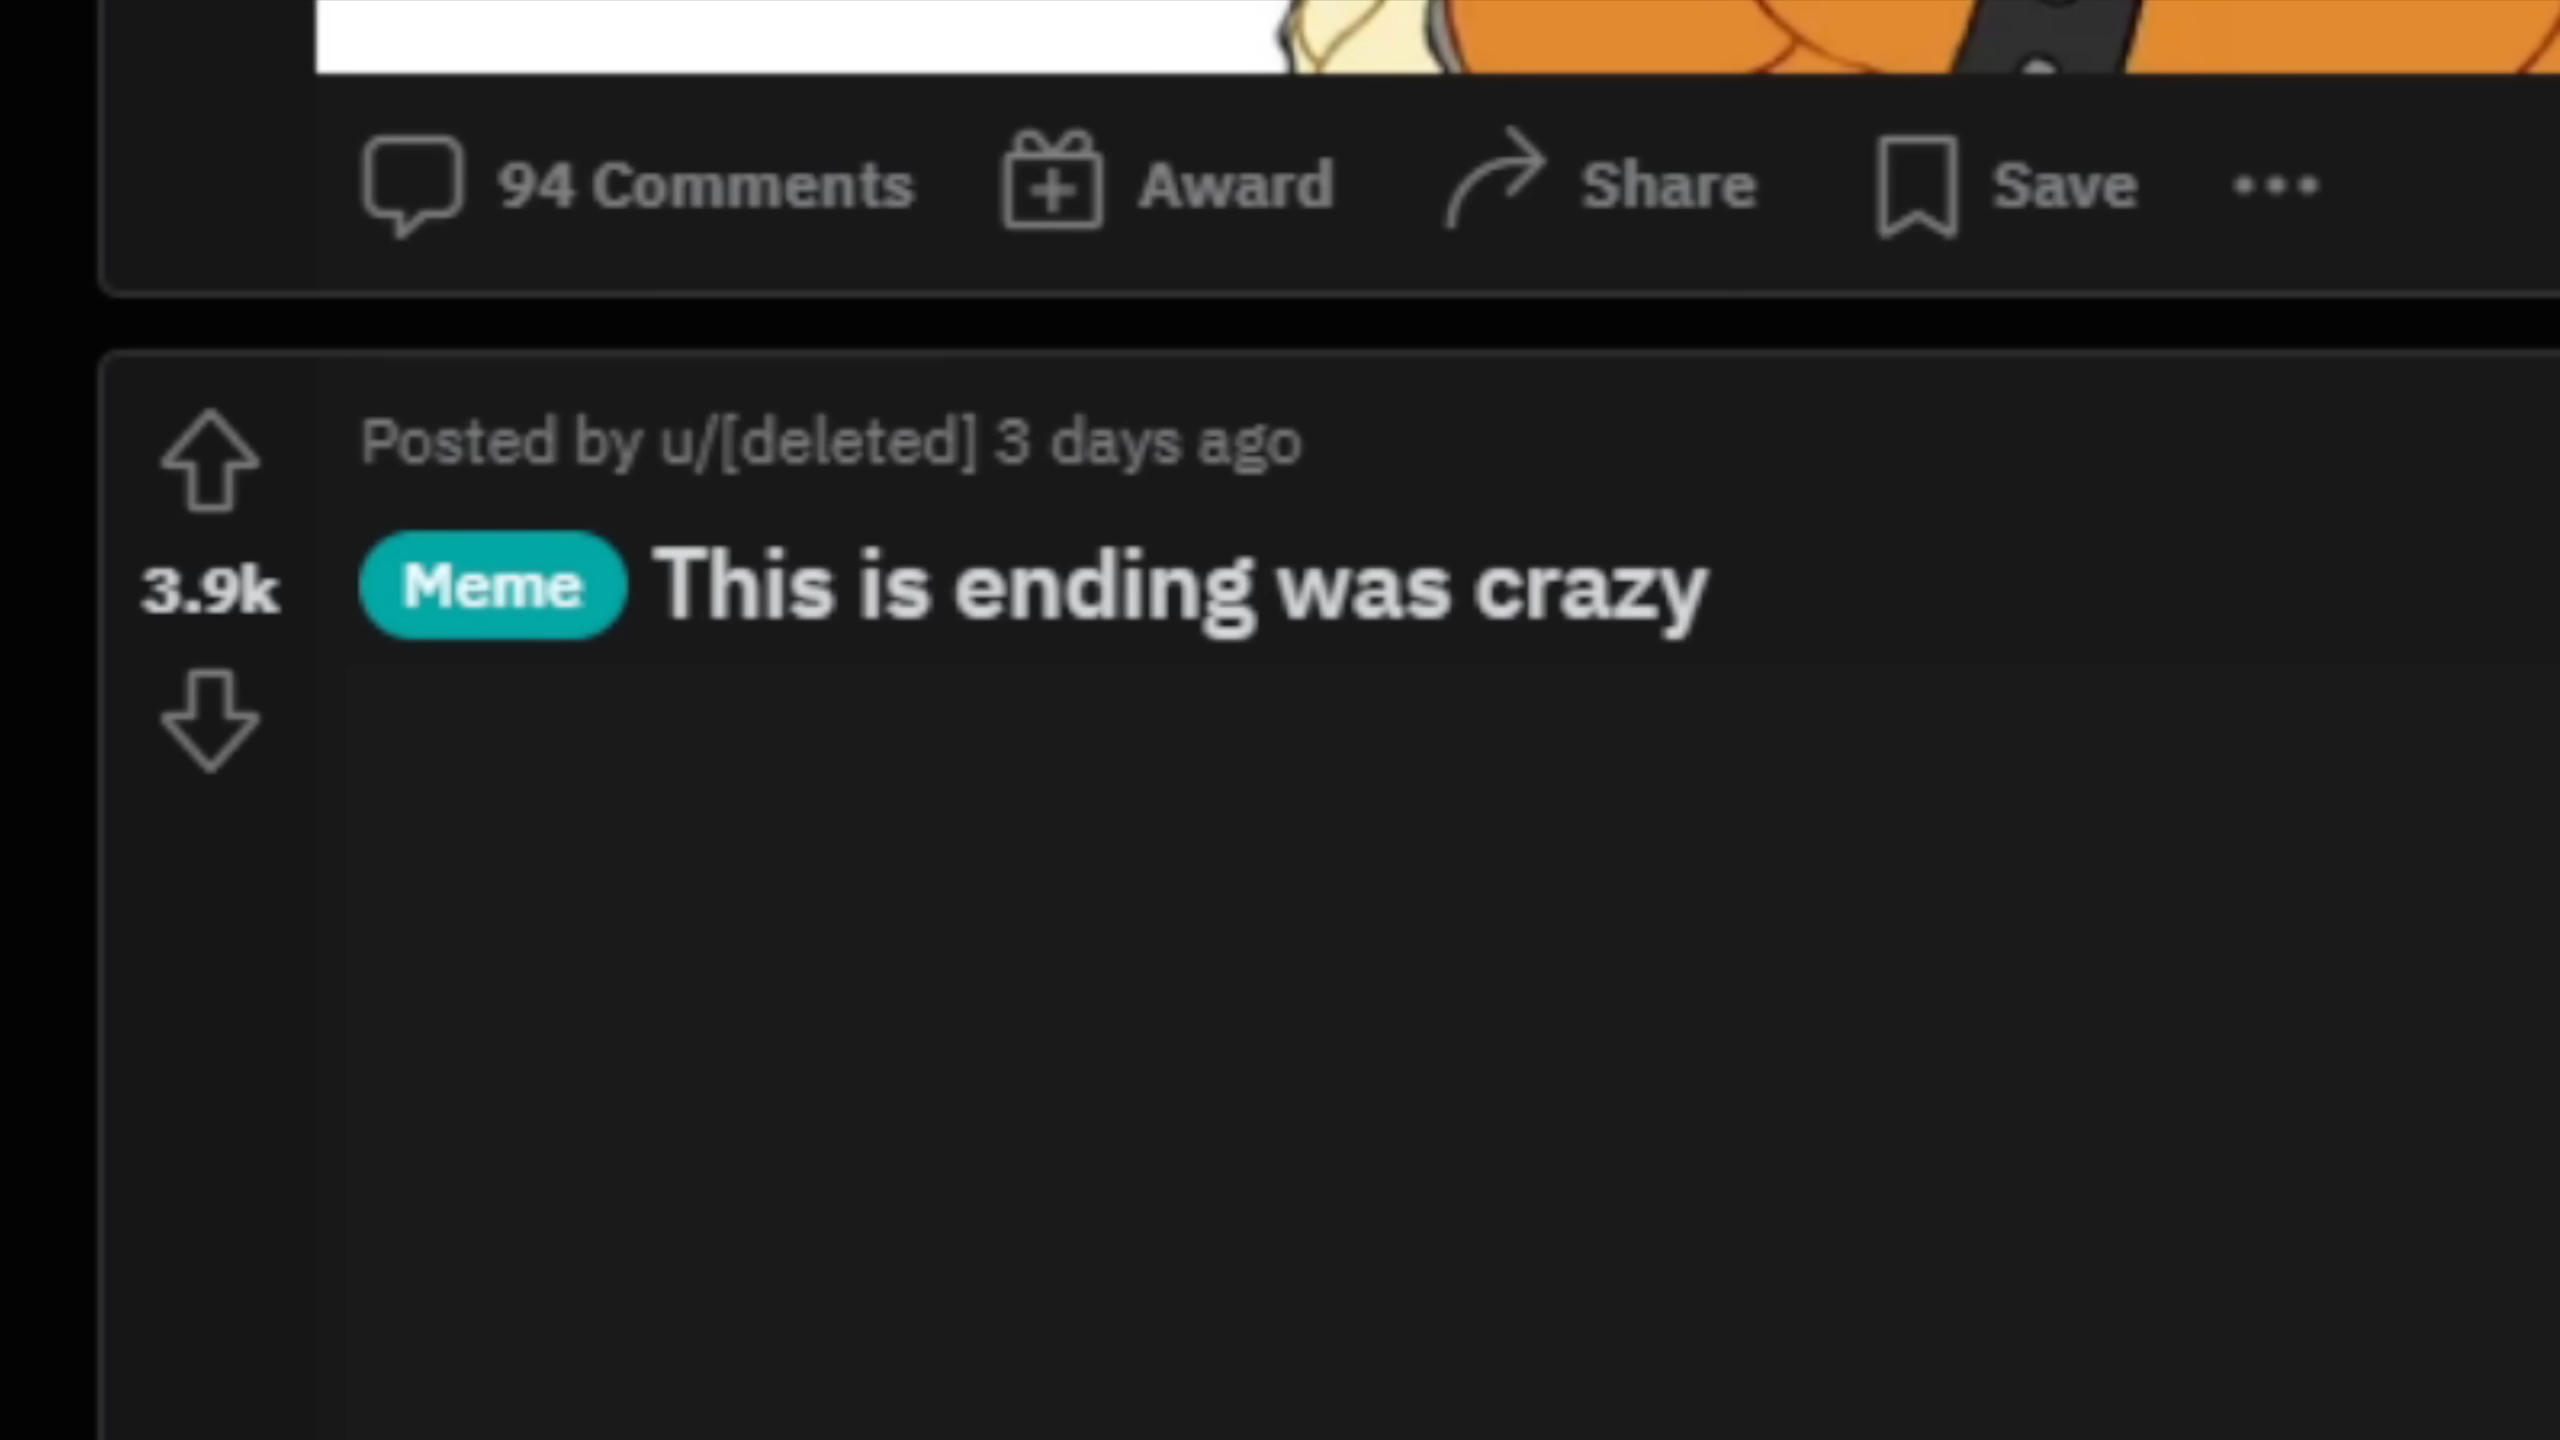 94 Comments Award Share Save
Posted by u/[deleted] 3 days ago
3.9k
Meme This is ending was crazy